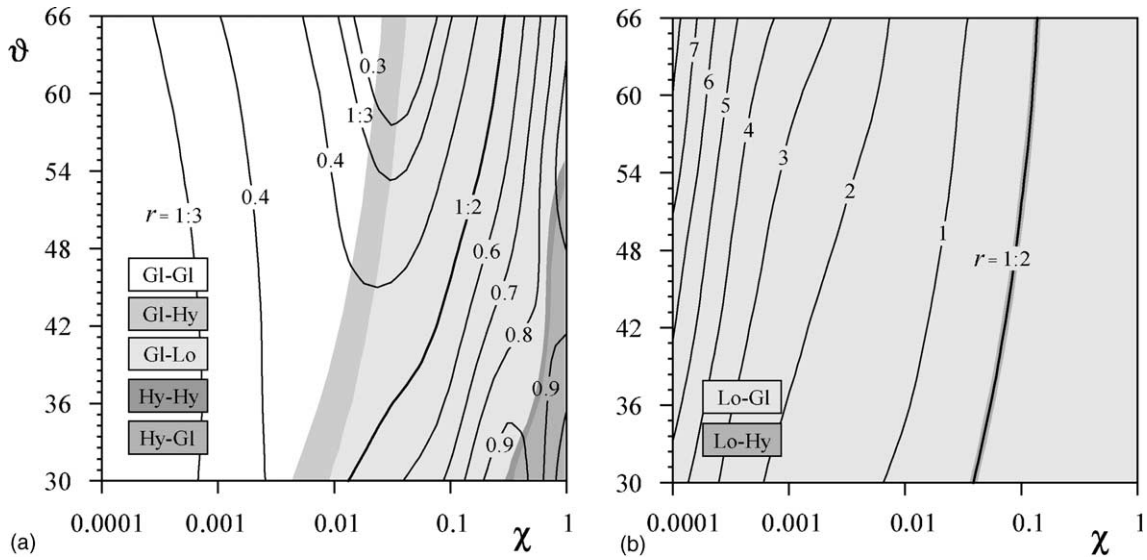 66
ϑ
60
54
48
42
36
30
0.0001
0.001
0.01
0.1
1
χ
(a)
r = 1:3
0.4
0.4
1:3
0.3
1:2
0.6
0.7
0.8
0.9
0.9
Gl-Gl
Gl-Hy
Gl-Lo
Hy-Hy
Hy-Gl
66
60
54
48
42
36
30
0.0001
0.001
0.01
0.1
1
χ
(b)
7
6
5
4
3
2
1
r = 1:2
Lo-Gl
Lo-Hy